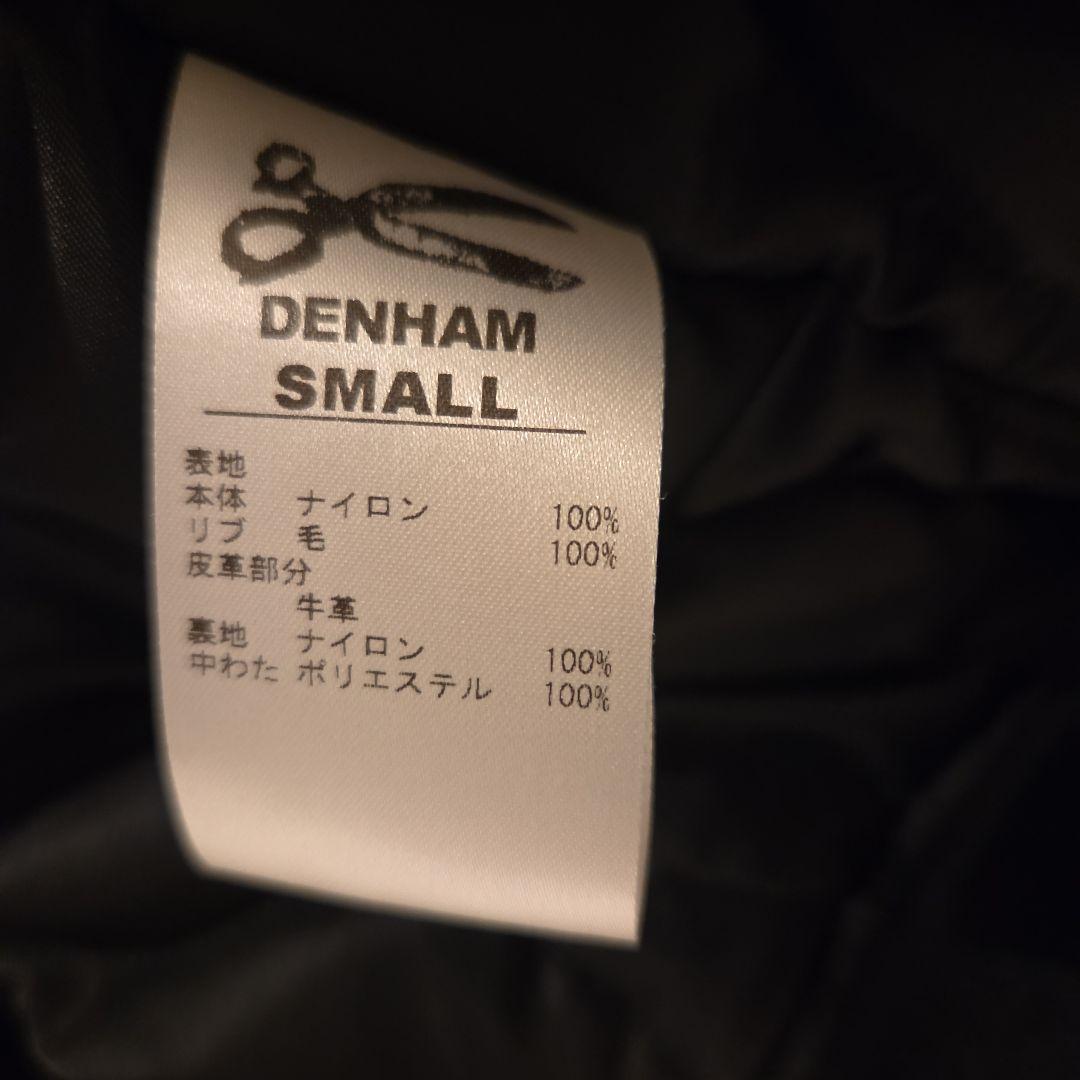 DENHAM
SMALL
表地
本体 ナイロン 100%
リブ 毛 100%
皮革部分
牛革
裏地 ナイロン 100%
中わた ポリエステル 100%